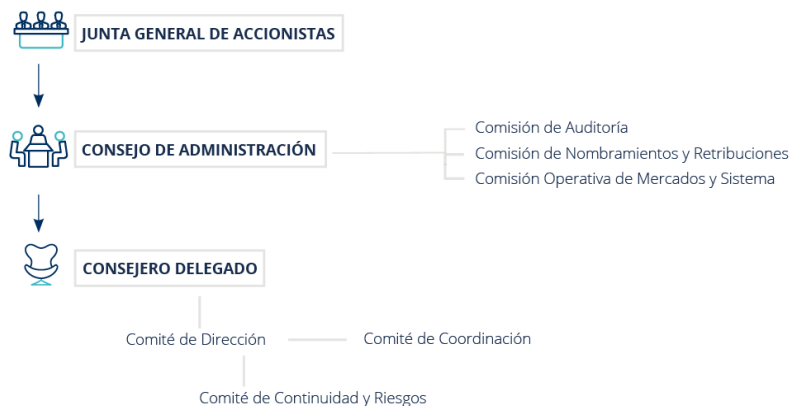 JUNTA GENERAL DE ACCIONISTAS
CONSEJO DE ADMINISTRACIÓN
Comisión de Auditoría
Comisión de Nombramientos y Retribuciones
Comisión Operativa de Mercados y Sistema
CONSEJERO DELEGADO
Comité de Dirección
Comité de Coordinación
Comité de Continuidad y Riesgos